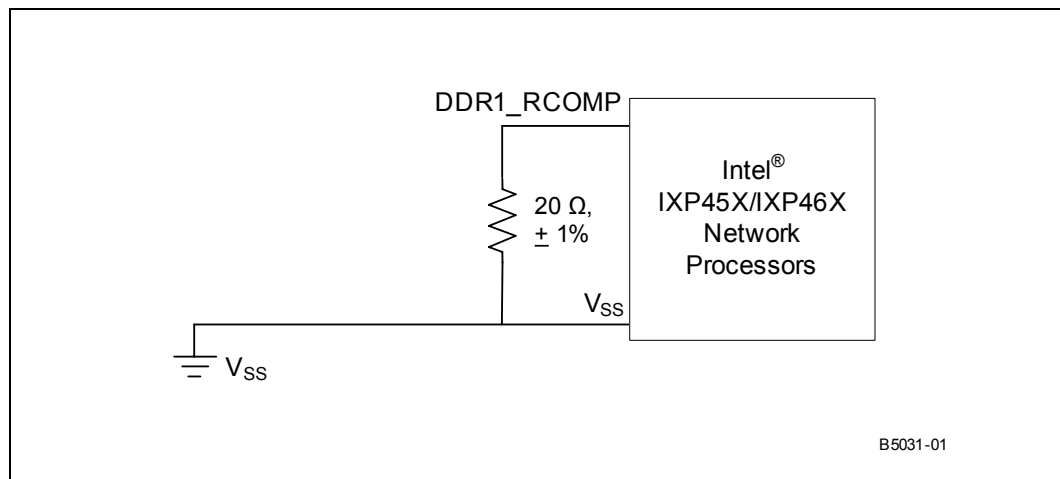 DDR1_RCOMP
Intel®
IXP45X/IXP46X
Network
Processors
20 Ω,
± 1%
VSS
VSS
B5031-01